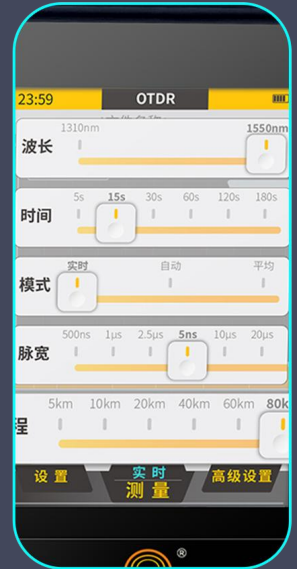 23:59 OTDR
1310nm 1550nm
波长
5s 15s 30s 60s 120s 180s
时间
实时 自动 平均
模式
500ns 1µs 2.5µs 5ns 10µs 20µs
脉宽
5km 10km 20km 40km 60km 80k
程
设置 实时 高级设置
测量
®